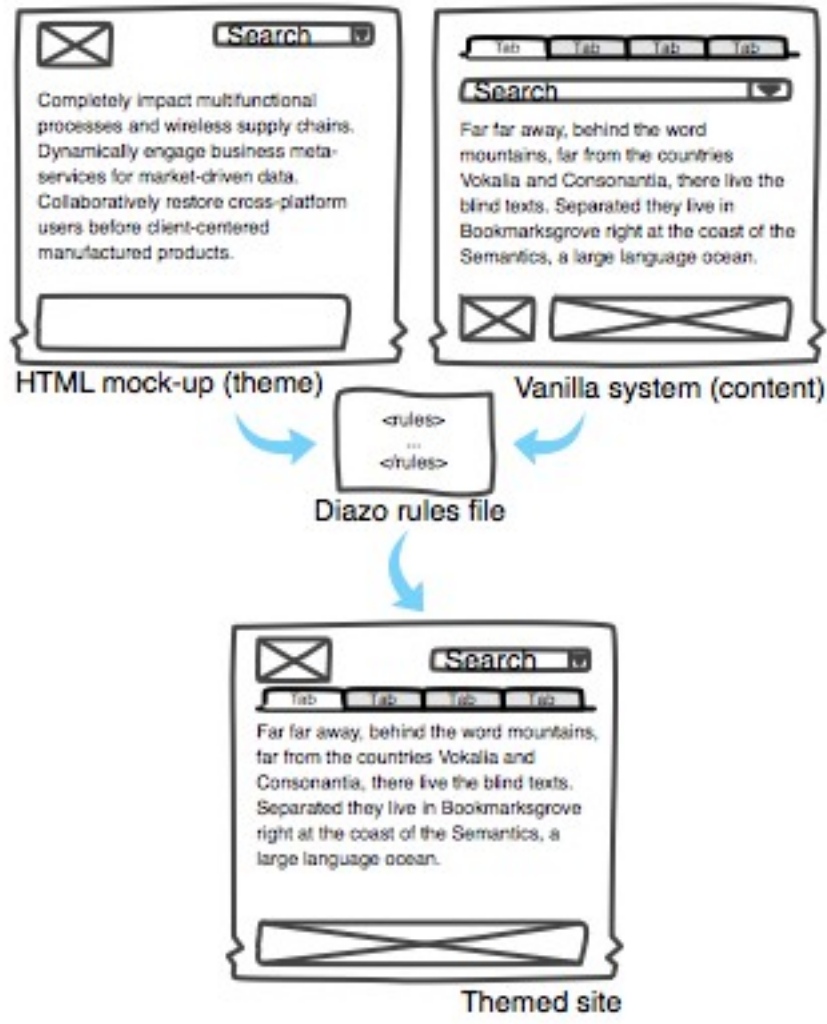 Search
Completely impact multifunctional
processes and wireless supply chains.
Dynamically engage business meta-
services for market-driven data.
Collaboratively restore cross-platform
users before client-centered
manufactured products.
HTML mock-up (theme)
Tab Tab Tab Tab
Search
Far far away, behind the word
mountains, far from the countries
Vokalia and Consonantia, there live the
blind texts. Separated they live in
Bookmarksgrove right at the coast of the
Semantics, a large language ocean.
Vanilla system (content)
<rules>
...
</rules>
Diazo rules file
Search
Tab Tab Tab Tab
Far far away, behind the word mountains,
far from the countries Vokalia and
Consonantia, there live the blind texts.
Separated they live in Bookmarksgrove
right at the coast of the Semantics, a
large language ocean.
Themed site